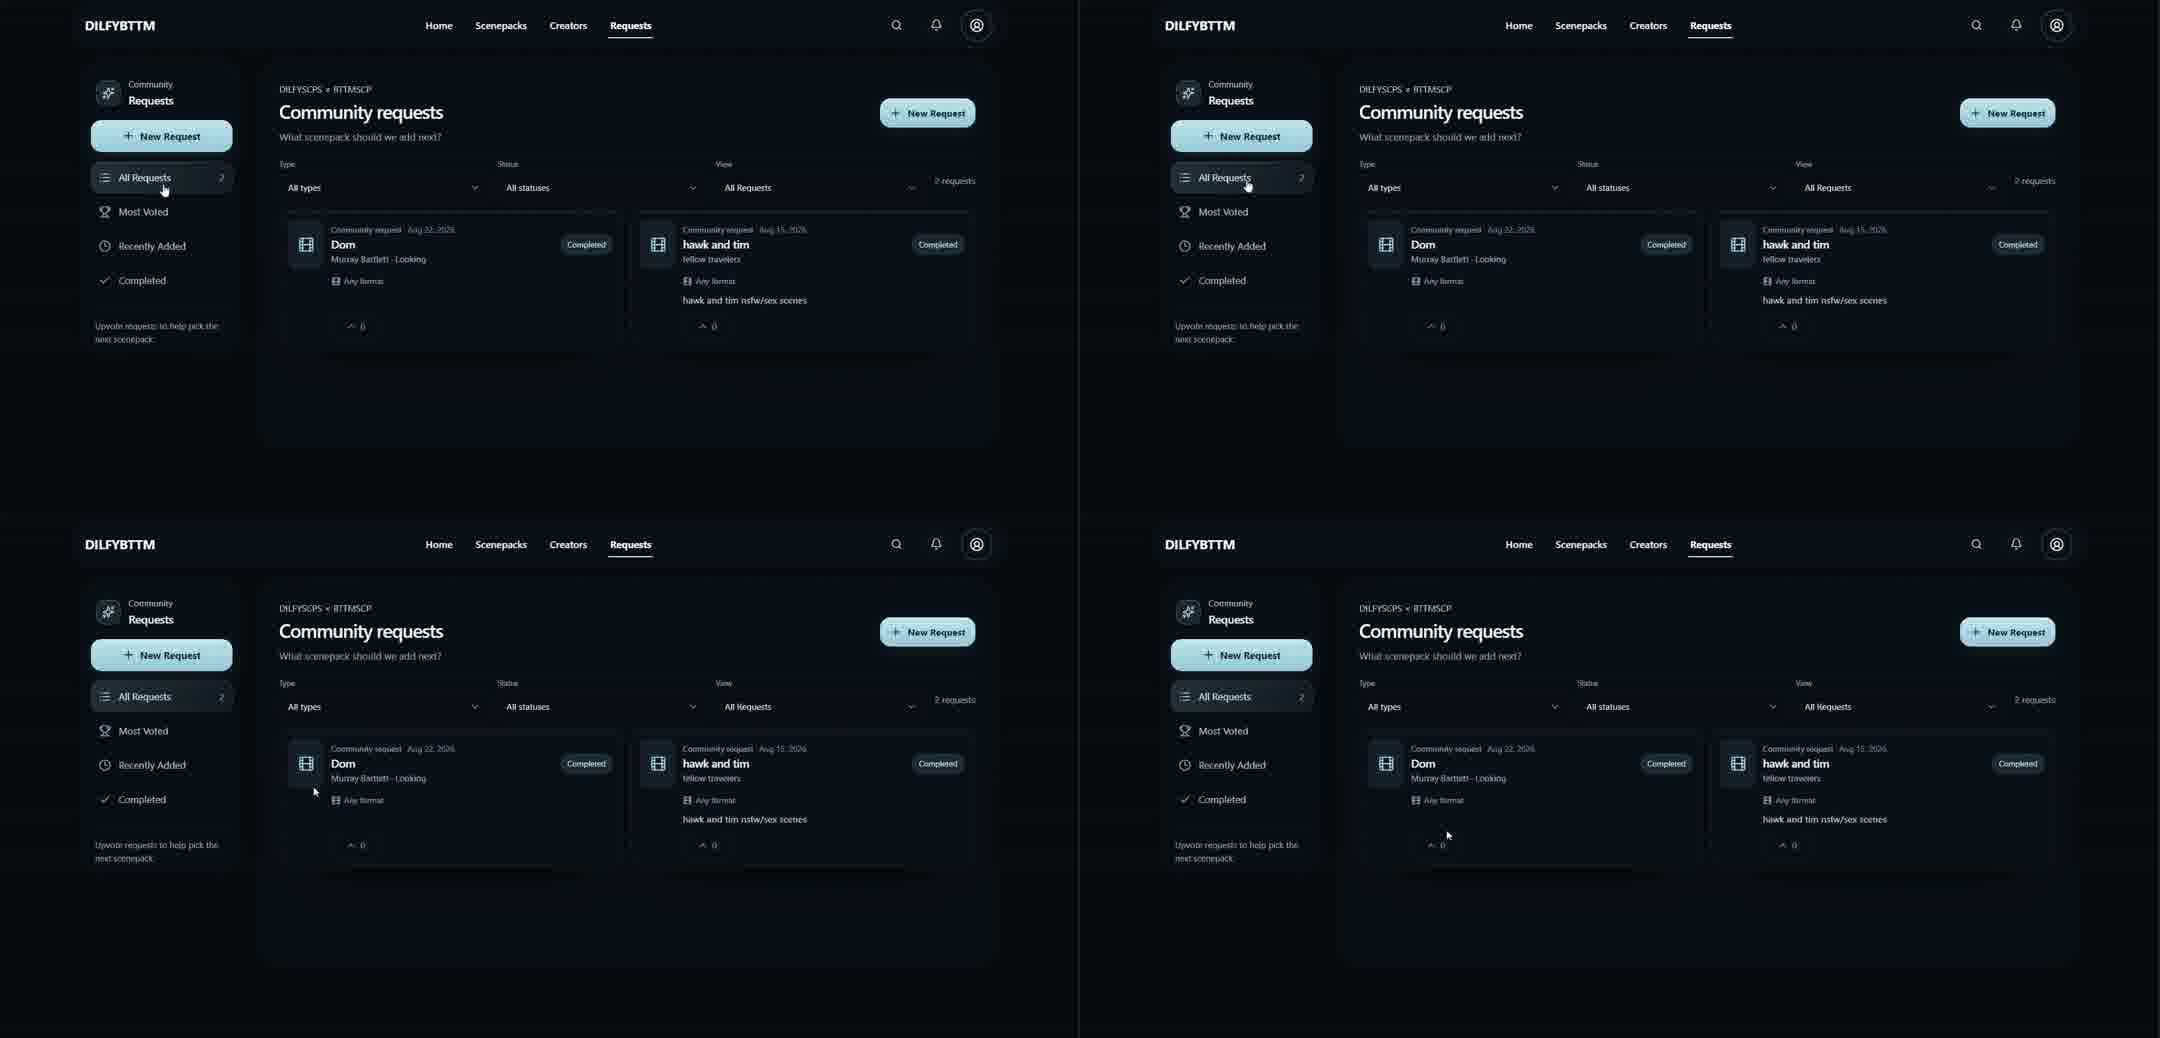 DILFYBTTM
Home Scenepacks Creators Requests
Community
Requests
+ New Request
All Requests 2
Most Voted
Recently Added
Completed
Upvote requests to help pick the
next scenepack.
DILFYSCPS × BTTMSCP
Community requests
What scenepack should we add next?
+ New Request
Type Status View
All types All statuses All Requests 2 requests
Community request Aug 22, 2026
Dom
Completed
Murray Bartlett - Looking
Any format
0
Community request Aug 15, 2026
hawk and tim
Completed
fellow travelers
Any format
hawk and tim nsfw/sex scenes
0
DILFYBTTM
Home Scenepacks Creators Requests
Community
Requests
+ New Request
All Requests 2
Most Voted
Recently Added
Completed
Upvote requests to help pick the
next scenepack.
DILFYSCPS × BTTMSCP
Community requests
What scenepack should we add next?
+ New Request
Type Status View
All types All statuses All Requests 2 requests
Community request Aug 22, 2026
Dom
Completed
Murray Bartlett - Looking
Any format
0
Community request Aug 15, 2026
hawk and tim
Completed
fellow travelers
Any format
hawk and tim nsfw/sex scenes
0
DILFYBTTM
Home Scenepacks Creators Requests
Community
Requests
+ New Request
All Requests 2
Most Voted
Recently Added
Completed
Upvote requests to help pick the
next scenepack.
DILFYSCPS × BTTMSCP
Community requests
What scenepack should we add next?
+ New Request
Type Status View
All types All statuses All Requests 2 requests
Community request Aug 22, 2026
Dom
Completed
Murray Bartlett - Looking
Any format
0
Community request Aug 15, 2026
hawk and tim
Completed
fellow travelers
Any format
hawk and tim nsfw/sex scenes
0
DILFYBTTM
Home Scenepacks Creators Requests
Community
Requests
+ New Request
All Requests 2
Most Voted
Recently Added
Completed
Upvote requests to help pick the
next scenepack.
DILFYSCPS × BTTMSCP
Community requests
What scenepack should we add next?
+ New Request
Type Status View
All types All statuses All Requests 2 requests
Community request Aug 22, 2026
Dom
Completed
Murray Bartlett - Looking
Any format
0
Community request Aug 15, 2026
hawk and tim
Completed
fellow travelers
Any format
hawk and tim nsfw/sex scenes
0